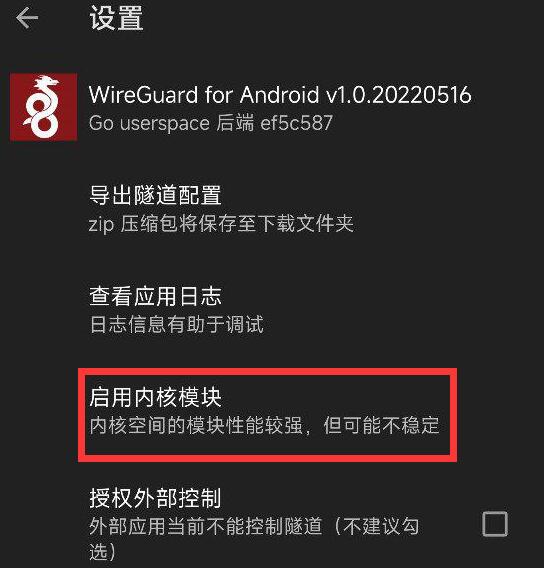 设置
WireGuard for Android v1.0.20220516
Go userspace 后端 ef5c587
导出隧道配置
zip 压缩包将保存至下载文件夹
查看应用日志
日志信息有助于调试
启用内核模块
内核空间的模块性能较强，但可能不稳定
授权外部控制
外部应用当前不能控制隧道（不建议勾
选）